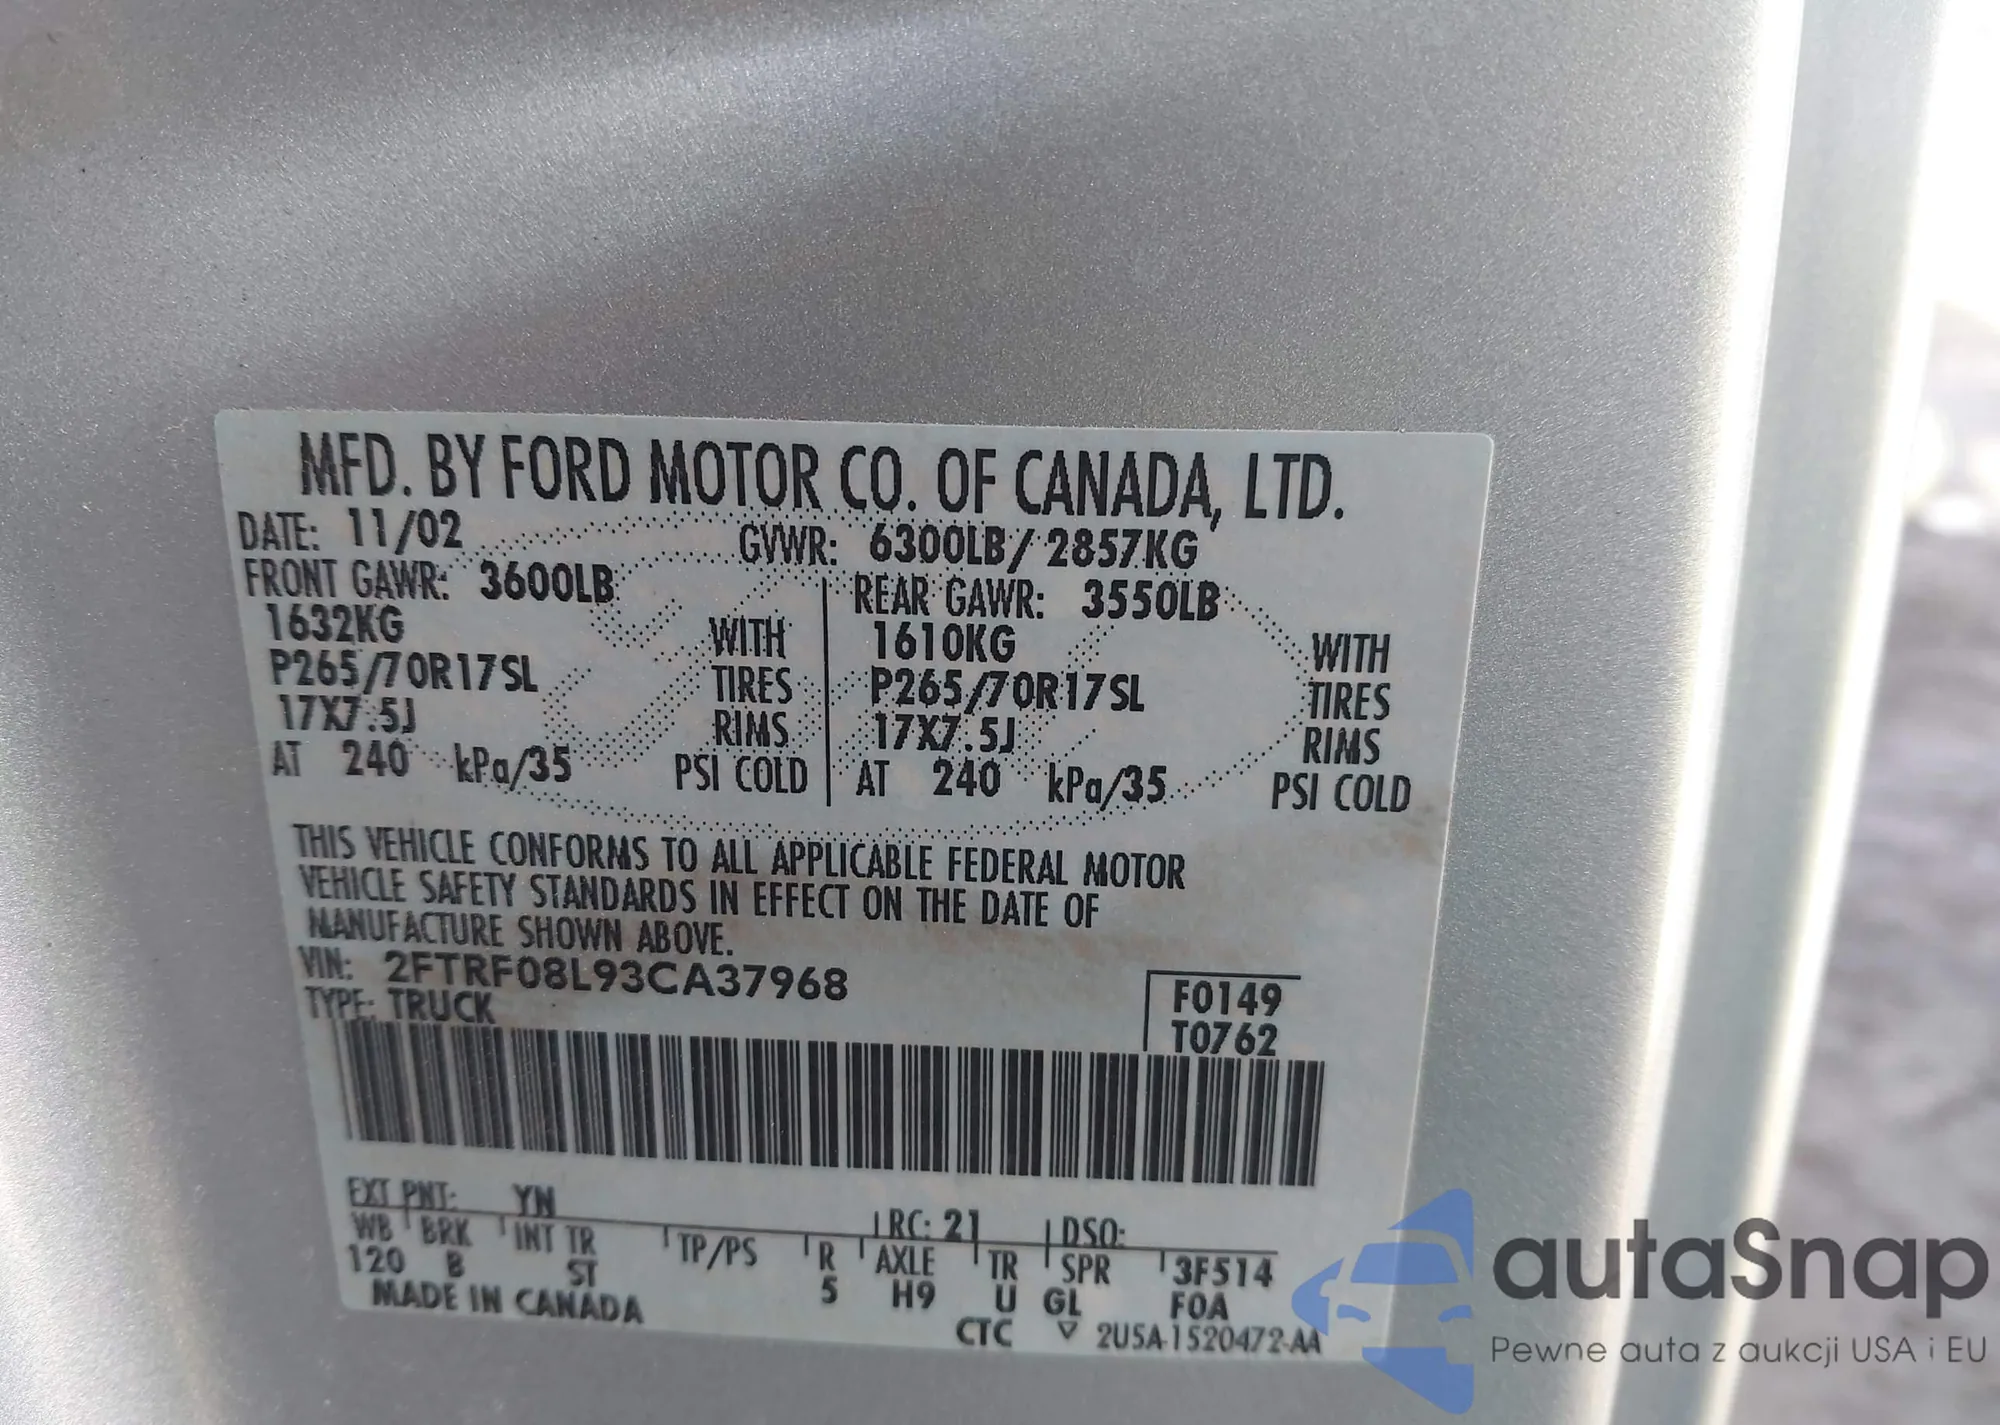 MFD. BY FORD MOTOR CO. OF CANADA, LTD.
DATE: 11/02 GVWR: 6300LB/ 2857KG
FRONT GAWR: 3600LB REAR GAWR: 3550LB
1632KG WITH 1610KG WITH
P265/70R17SL TIRES P265/70R17SL TIRES
17X7.5J RIMS 17X7.5J RIMS
AT 240 kPa/35 PSI COLD AT 240 kPa/35 PSI COLD
THIS VEHICLE CONFORMS TO ALL APPLICABLE FEDERAL MOTOR
VEHICLE SAFETY STANDARDS IN EFFECT ON THE DATE OF
MANUFACTURE SHOWN ABOVE.
VIN: 2FTRF08L93CA37968
TYPE: TRUCK
F0149
T0762
EXT PNT: YN RC: 21 DSO:
WB BRK INT TR TP/PS R AXLE TR SPR 3F514
120 B ST 5 H9 U GL F0A
MADE IN CANADA CTC ▽ 2U5A-1520472-AA
autaSnap
Pewne auta z aukcji USA i EU